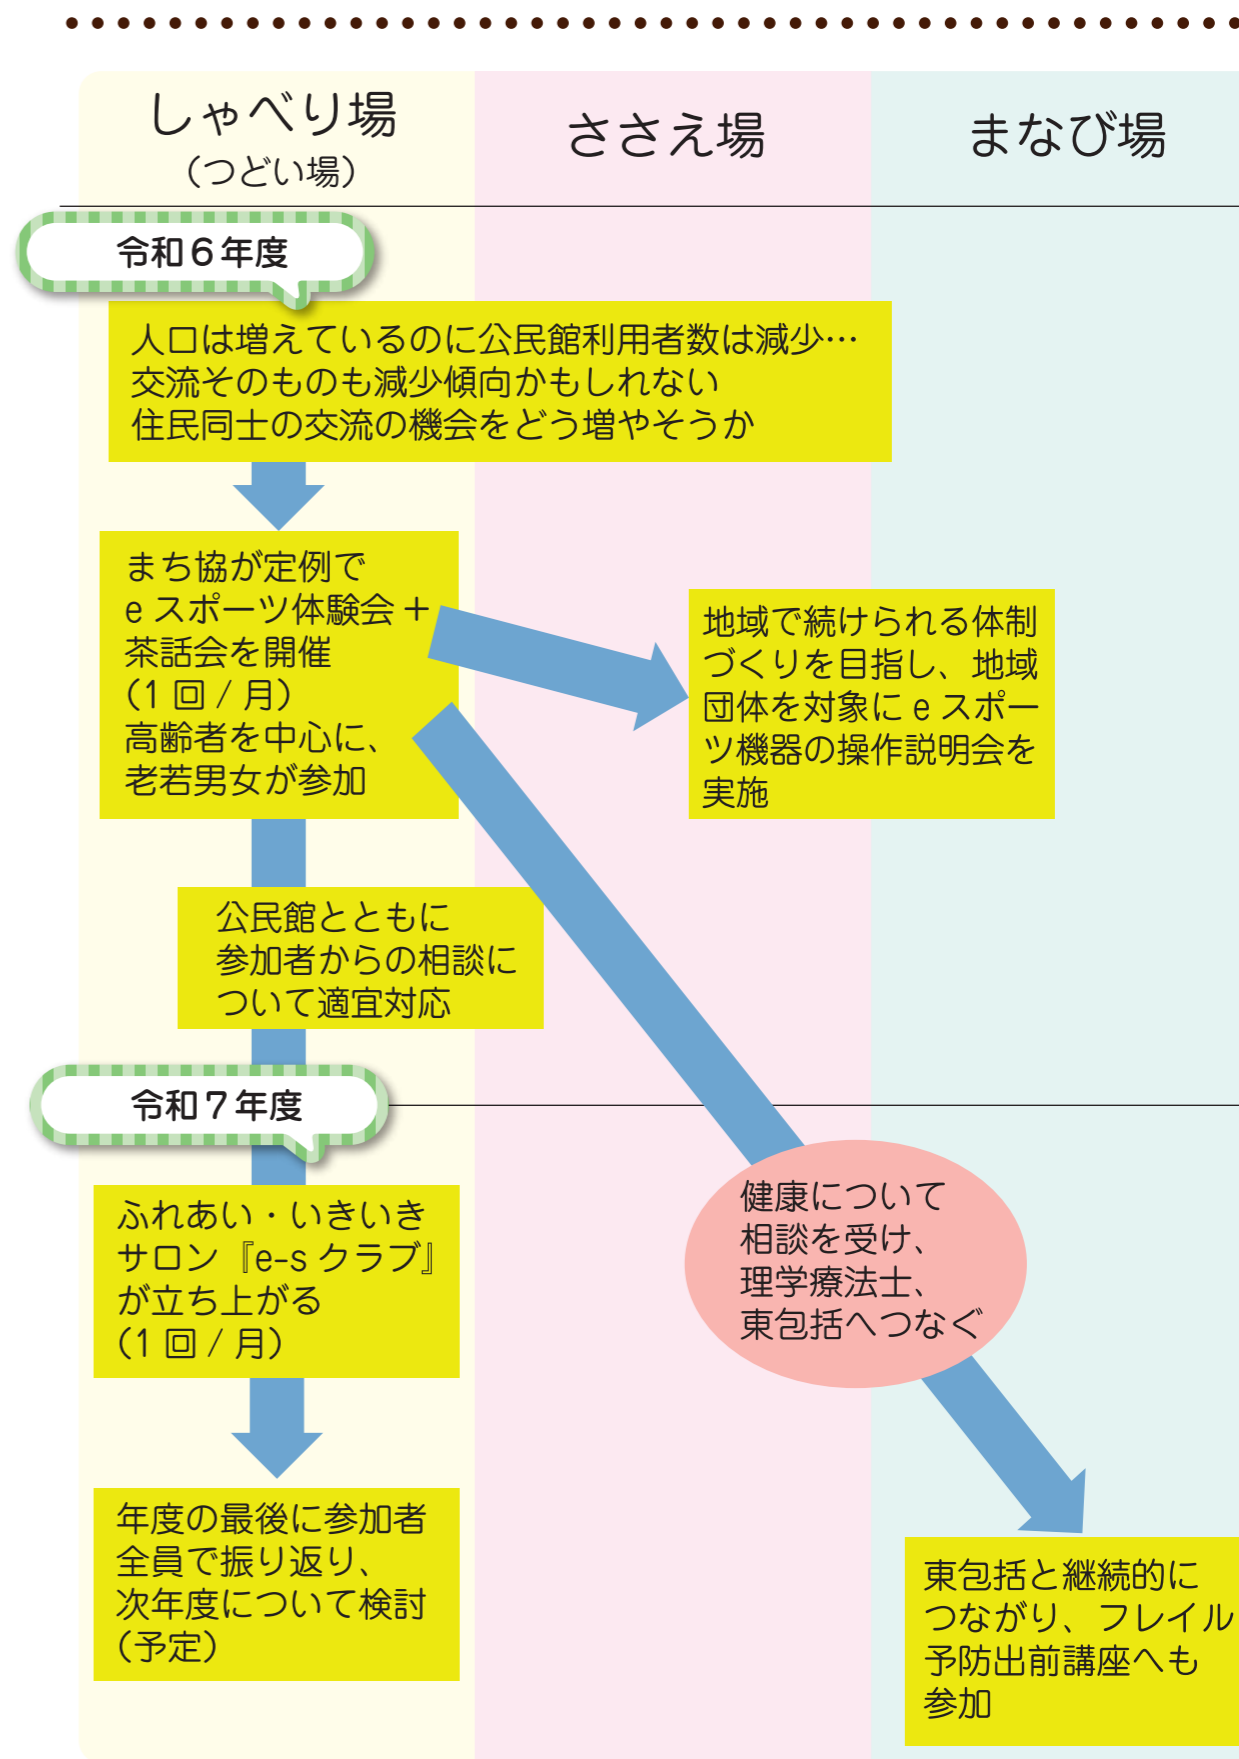 しゃべり場
（つどい場）
ささえ場
まなび場
令和６年度
人口は増えているのに公民館利用者数は減少…
交流そのものも減少傾向かもしれない
住民同士の交流の機会をどう増やそうか
まち協が定例で
e スポーツ体験会＋
茶話会を開催
（1 回 / 月）
高齢者を中心に、
老若男女が参加
地域で続けられる体制
づくりを目指し、地域
団体を対象に e スポー
ツ機器の操作説明会を
実施
公民館とともに
参加者からの相談に
ついて適宜対応
令和７年度
ふれあい・いきいき
サロン『e-s クラブ』
が立ち上がる
（1 回 / 月）
健康について
相談を受け、
理学療法士、
東包括へつなぐ
年度の最後に参加者
全員で振り返り、
次年度について検討
（予定）
東包括と継続的に
つながり、フレイル
予防出前講座へも
参加